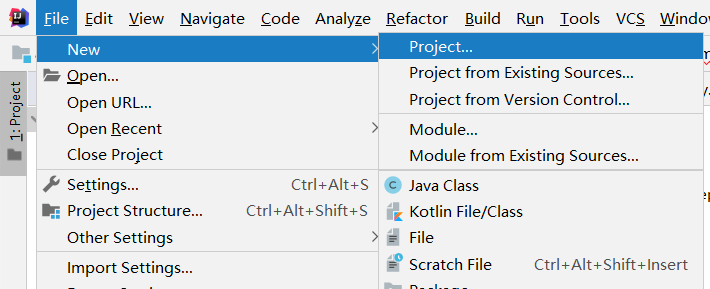 File Edit View Navigate Code Analyze Refactor Build Run Tools VCS
New
Project...
Open...
Project from Existing Sources...
Open URL...
Project from Version Control...
Open Recent
Module...
Close Project
Module from Existing Sources...
Settings... Ctrl+Alt+S
Java Class
Project Structure... Ctrl+Alt+Shift+S
Kotlin File/Class
Other Settings
File
Import Settings...
Scratch File Ctrl+Alt+Shift+Insert
1: Project